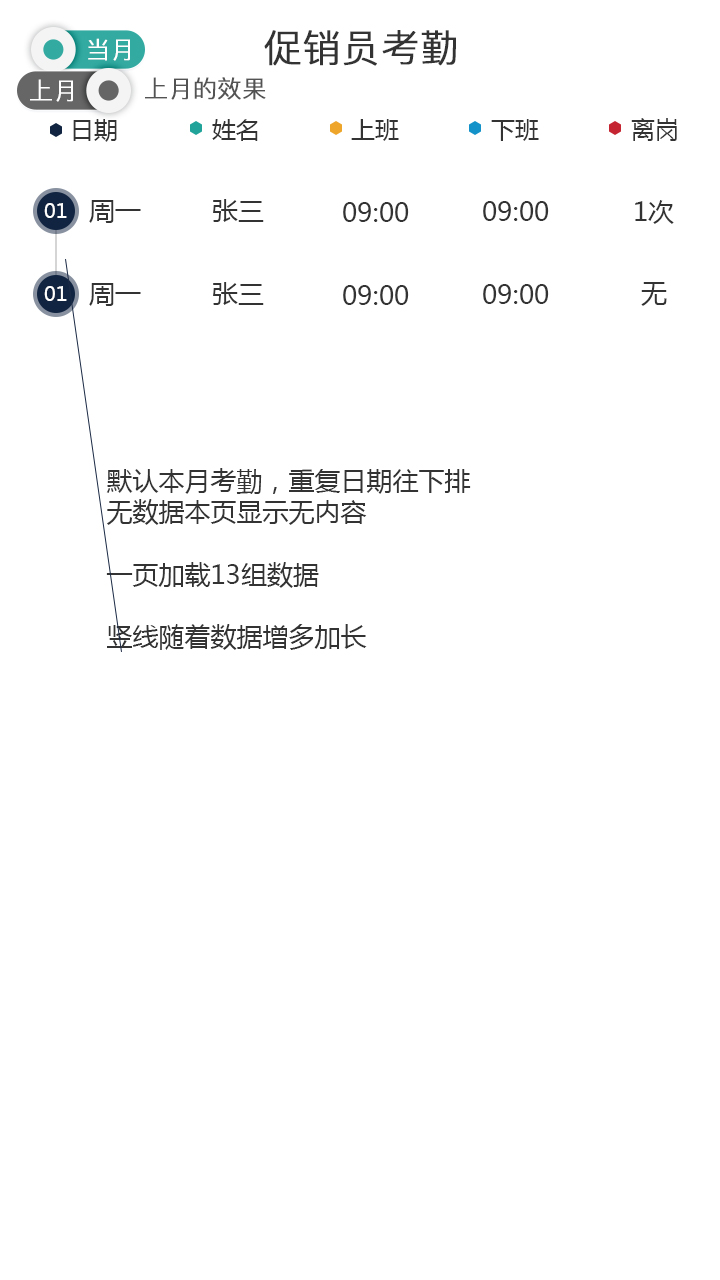 当月
促销员考勤
上月
上月的效果
日期 姓名 上班 下班 离岗
01 周一 张三 09:00 09:00 1次
01 周一 张三 09:00 09:00 无
默认本月考勤，重复日期往下排
无数据本页显示无内容
一页加载13组数据
竖线随着数据增多加长